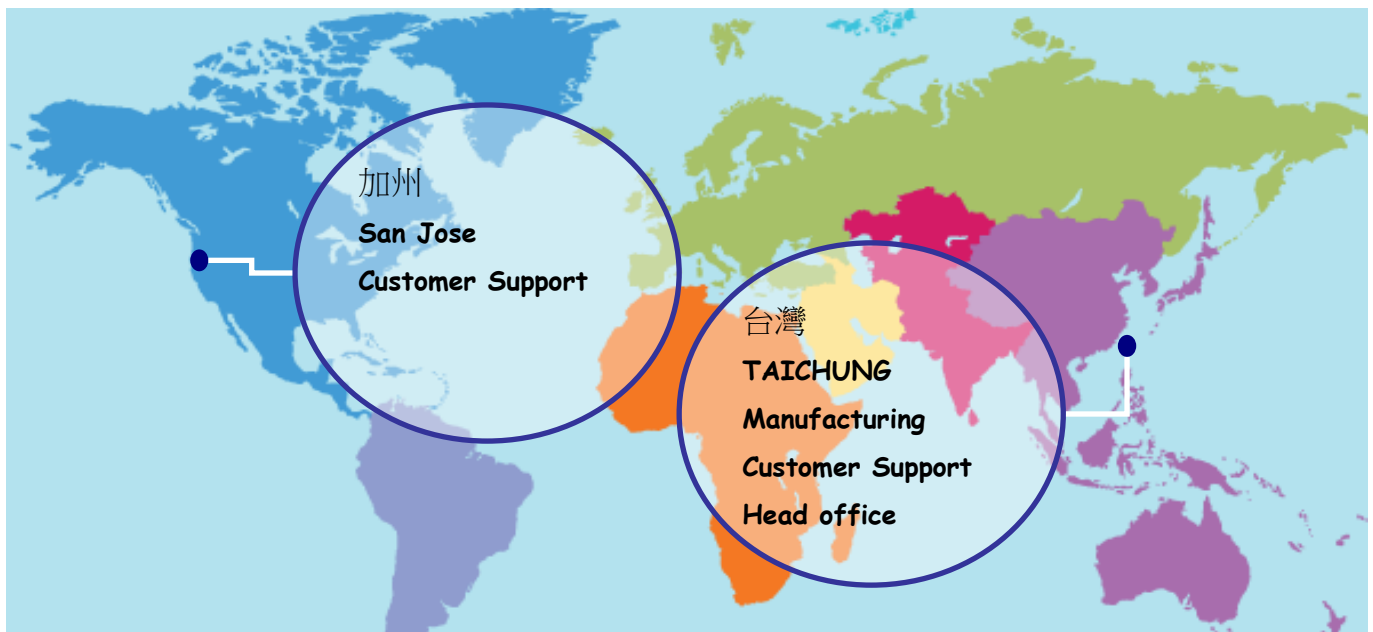 加州
San Jose
Customer Support
台灣
TAICHUNG
Manufacturing
Customer Support
Head office